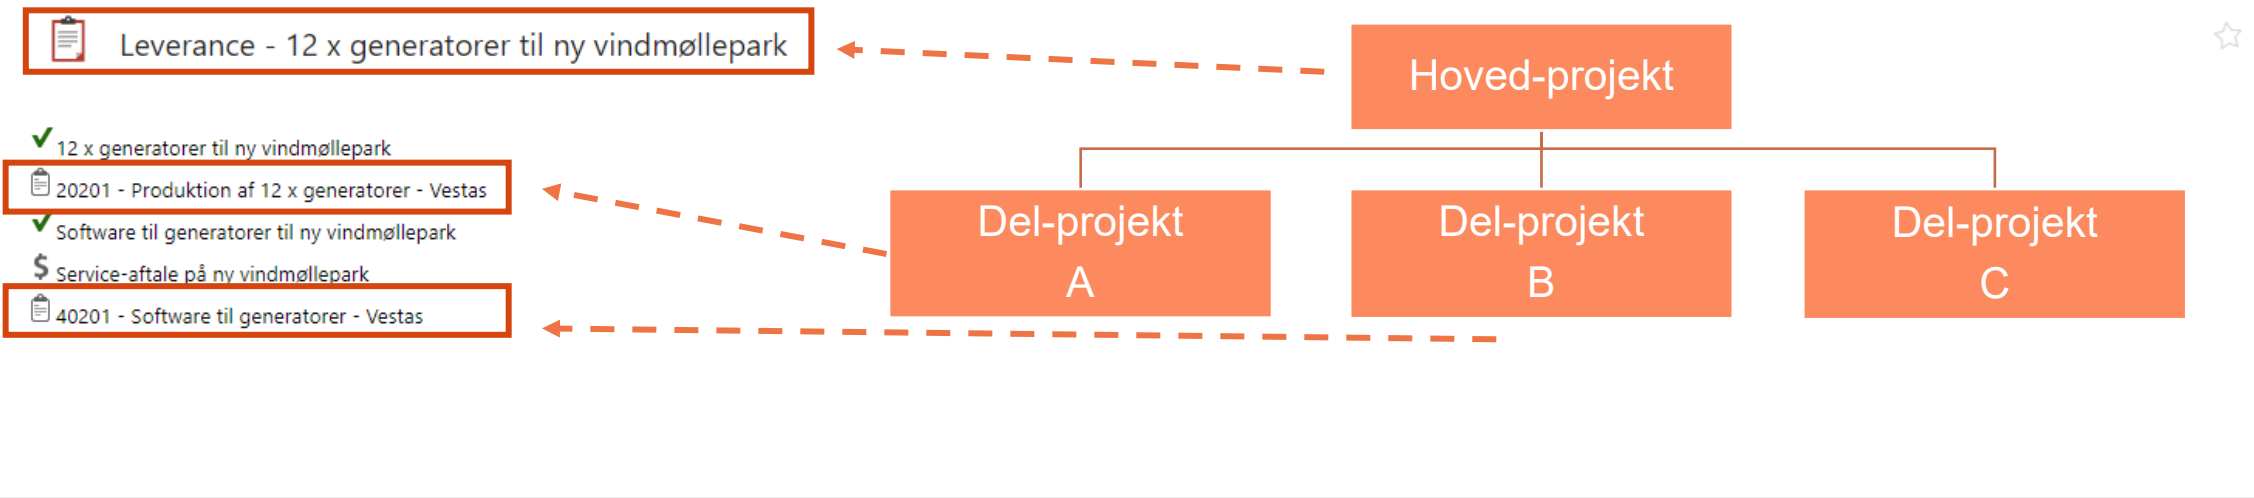 Leverance - 12 x generatorer til ny vindmøllepark
12 x generatorer til ny vindmøllepark
20201 - Produktion af 12 x generatorer - Vestas
Software til generatorer til ny vindmøllepark
$ Service-aftale på ny vindmøllepark
40201 - Software til generatorer - Vestas
Hoved-projekt
Del-projekt
A
Del-projekt
B
Del-projekt
C